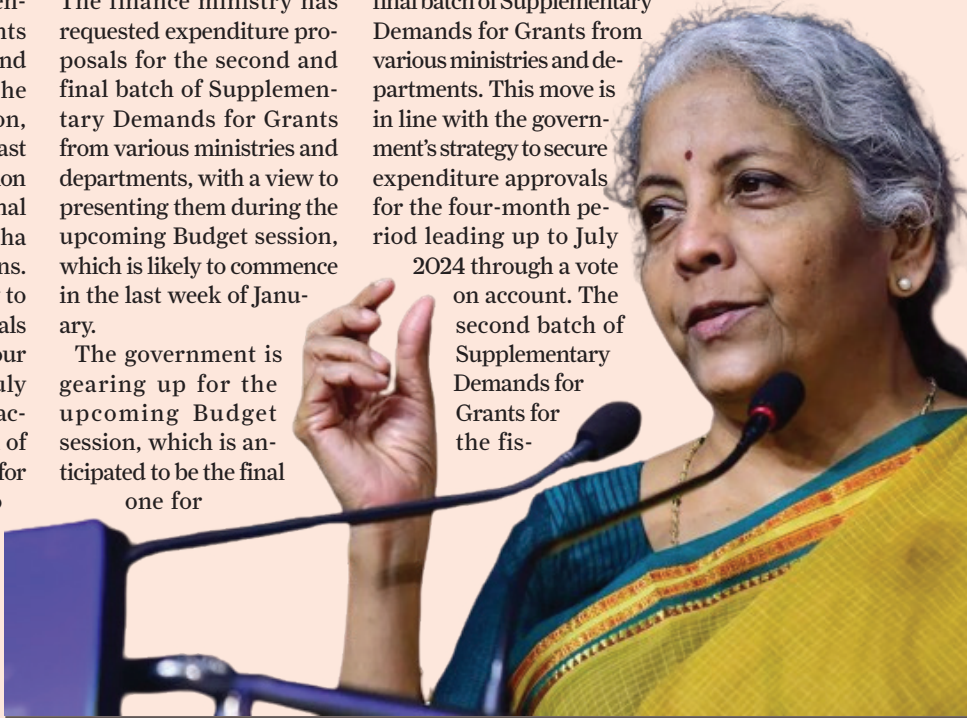 en-
nts
nd
he
on,
ast
ion
nal
ha
ns.
to
als
our
uly
ac-
of
for
The finance ministry has
requested expenditure pro-
posals for the second and
final batch of Supplemen-
tary Demands for Grants
from various ministries and
departments, with a view to
presenting them during the
upcoming Budget session,
which is likely to commence
in the last week of Janu-
ary.
The government is
gearing up for the
upcoming Budget
session, which is an-
ticipated to be the final
one for
final batch of Supplementary
Demands for Grants from
various ministries and de-
partments. This move is
in line with the govern-
ment's strategy to secure
expenditure approvals
for the four-month pe-
riod leading up to July
2024 through a vote
on account. The
second batch of
Supplementary
Demands for
Grants for
the fis-